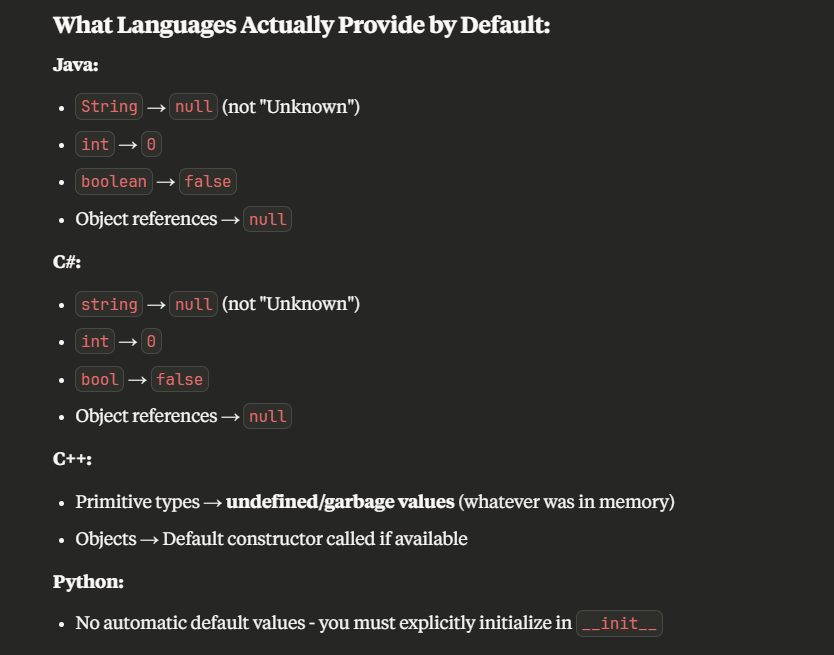 What Languages Actually Provide by Default:
Java:
• String → null (not "Unknown")
• int → 0
• boolean → false
• Object references → null
C#:
• string → null (not "Unknown")
• int → 0
• bool → false
• Object references → null
C++:
• Primitive types → undefined/garbage values (whatever was in memory)
• Objects → Default constructor called if available
Python:
• No automatic default values - you must explicitly initialize in __init__